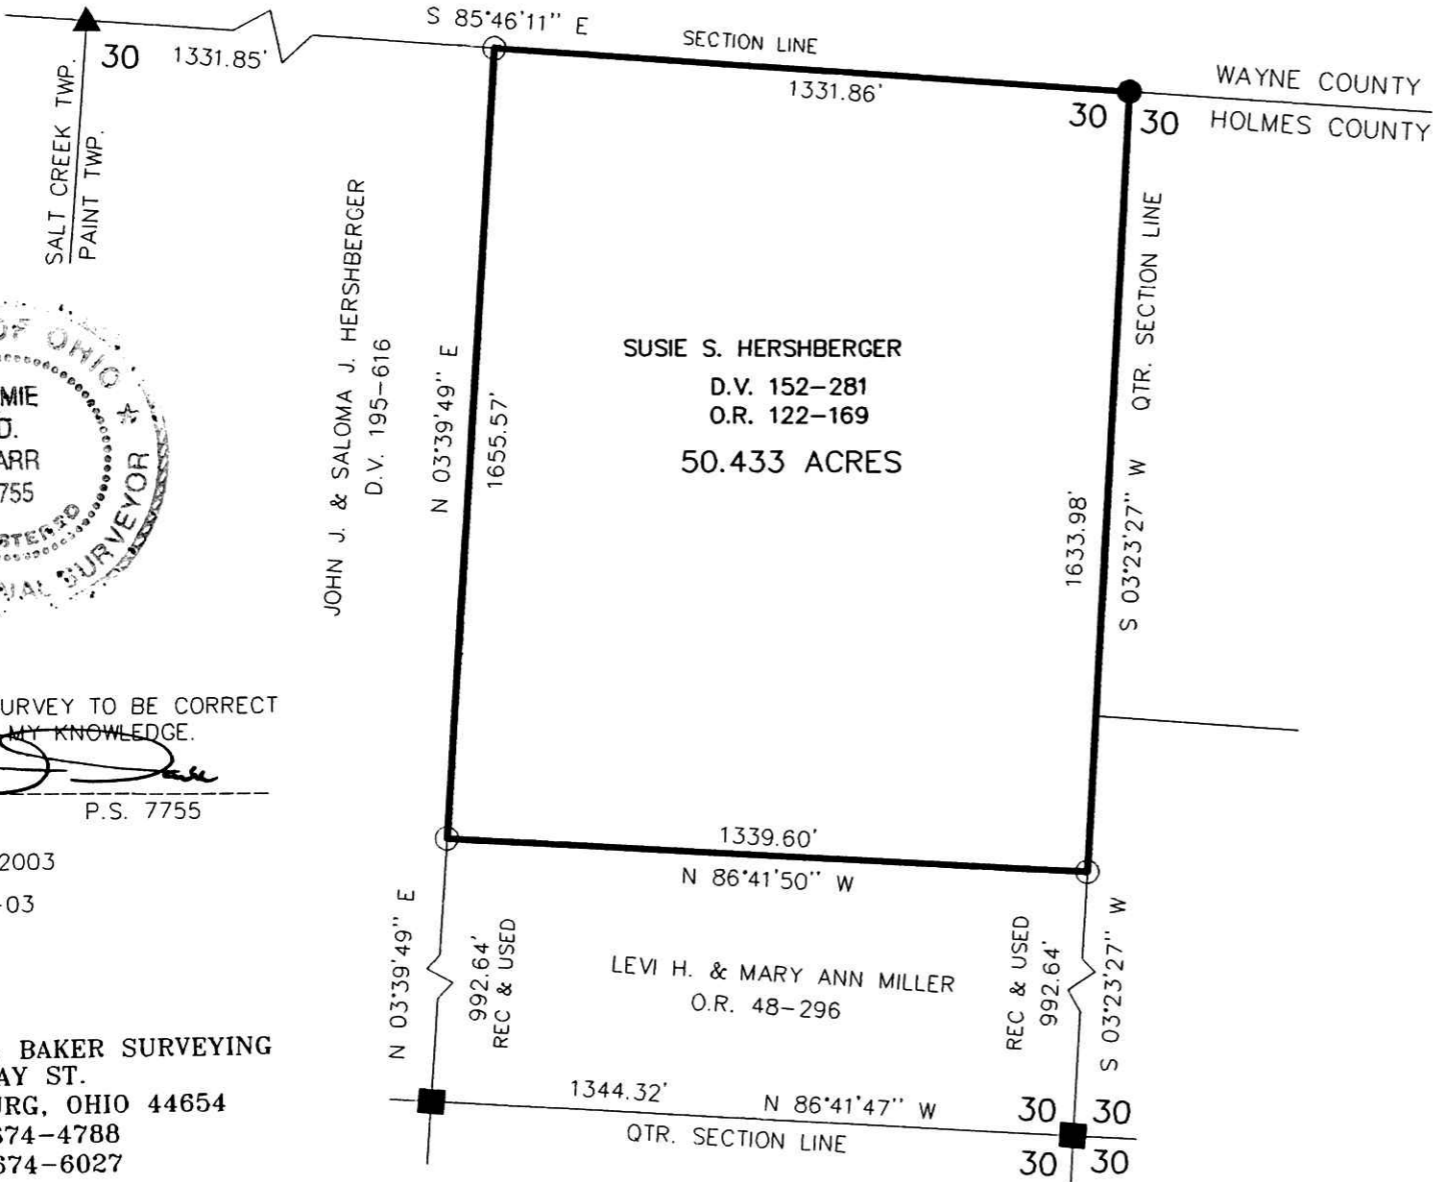 S 85°46'11" E
SECTION LINE
30 1331.85'
1331.86'
WAYNE COUNTY
30 30 HOLMES COUNTY
SALT CREEK TWP.
PAINT TWP.
OF OHIO
MIE
D.
ARR
755
SURVEYOR
JOHN J. & SALOMA J. HERSHBERGER
D.V. 195-616
N 03°39'49" E
1655.57'
SUSIE S. HERSHBERGER
D.V. 152-281
O.R. 122-169
50.433 ACRES
QTR. SECTION LINE
S 03°23'27" W
1633.98'
URVEY TO BE CORRECT
MY KNOWLEDGE.
P.S. 7755
2003
-03
1339.60'
N 86°41'50" W
N 03°39'49" E
992.64'
REC & USED
LEVI H. & MARY ANN MILLER
O.R. 48-296
REC & USED
992.64'
S 03°23'27" W
BAKER SURVEYING
AY ST.
URG, OHIO 44654
674-4788
674-6027
1344.32' N 86°41'47" W
QTR. SECTION LINE
30 30
30 30